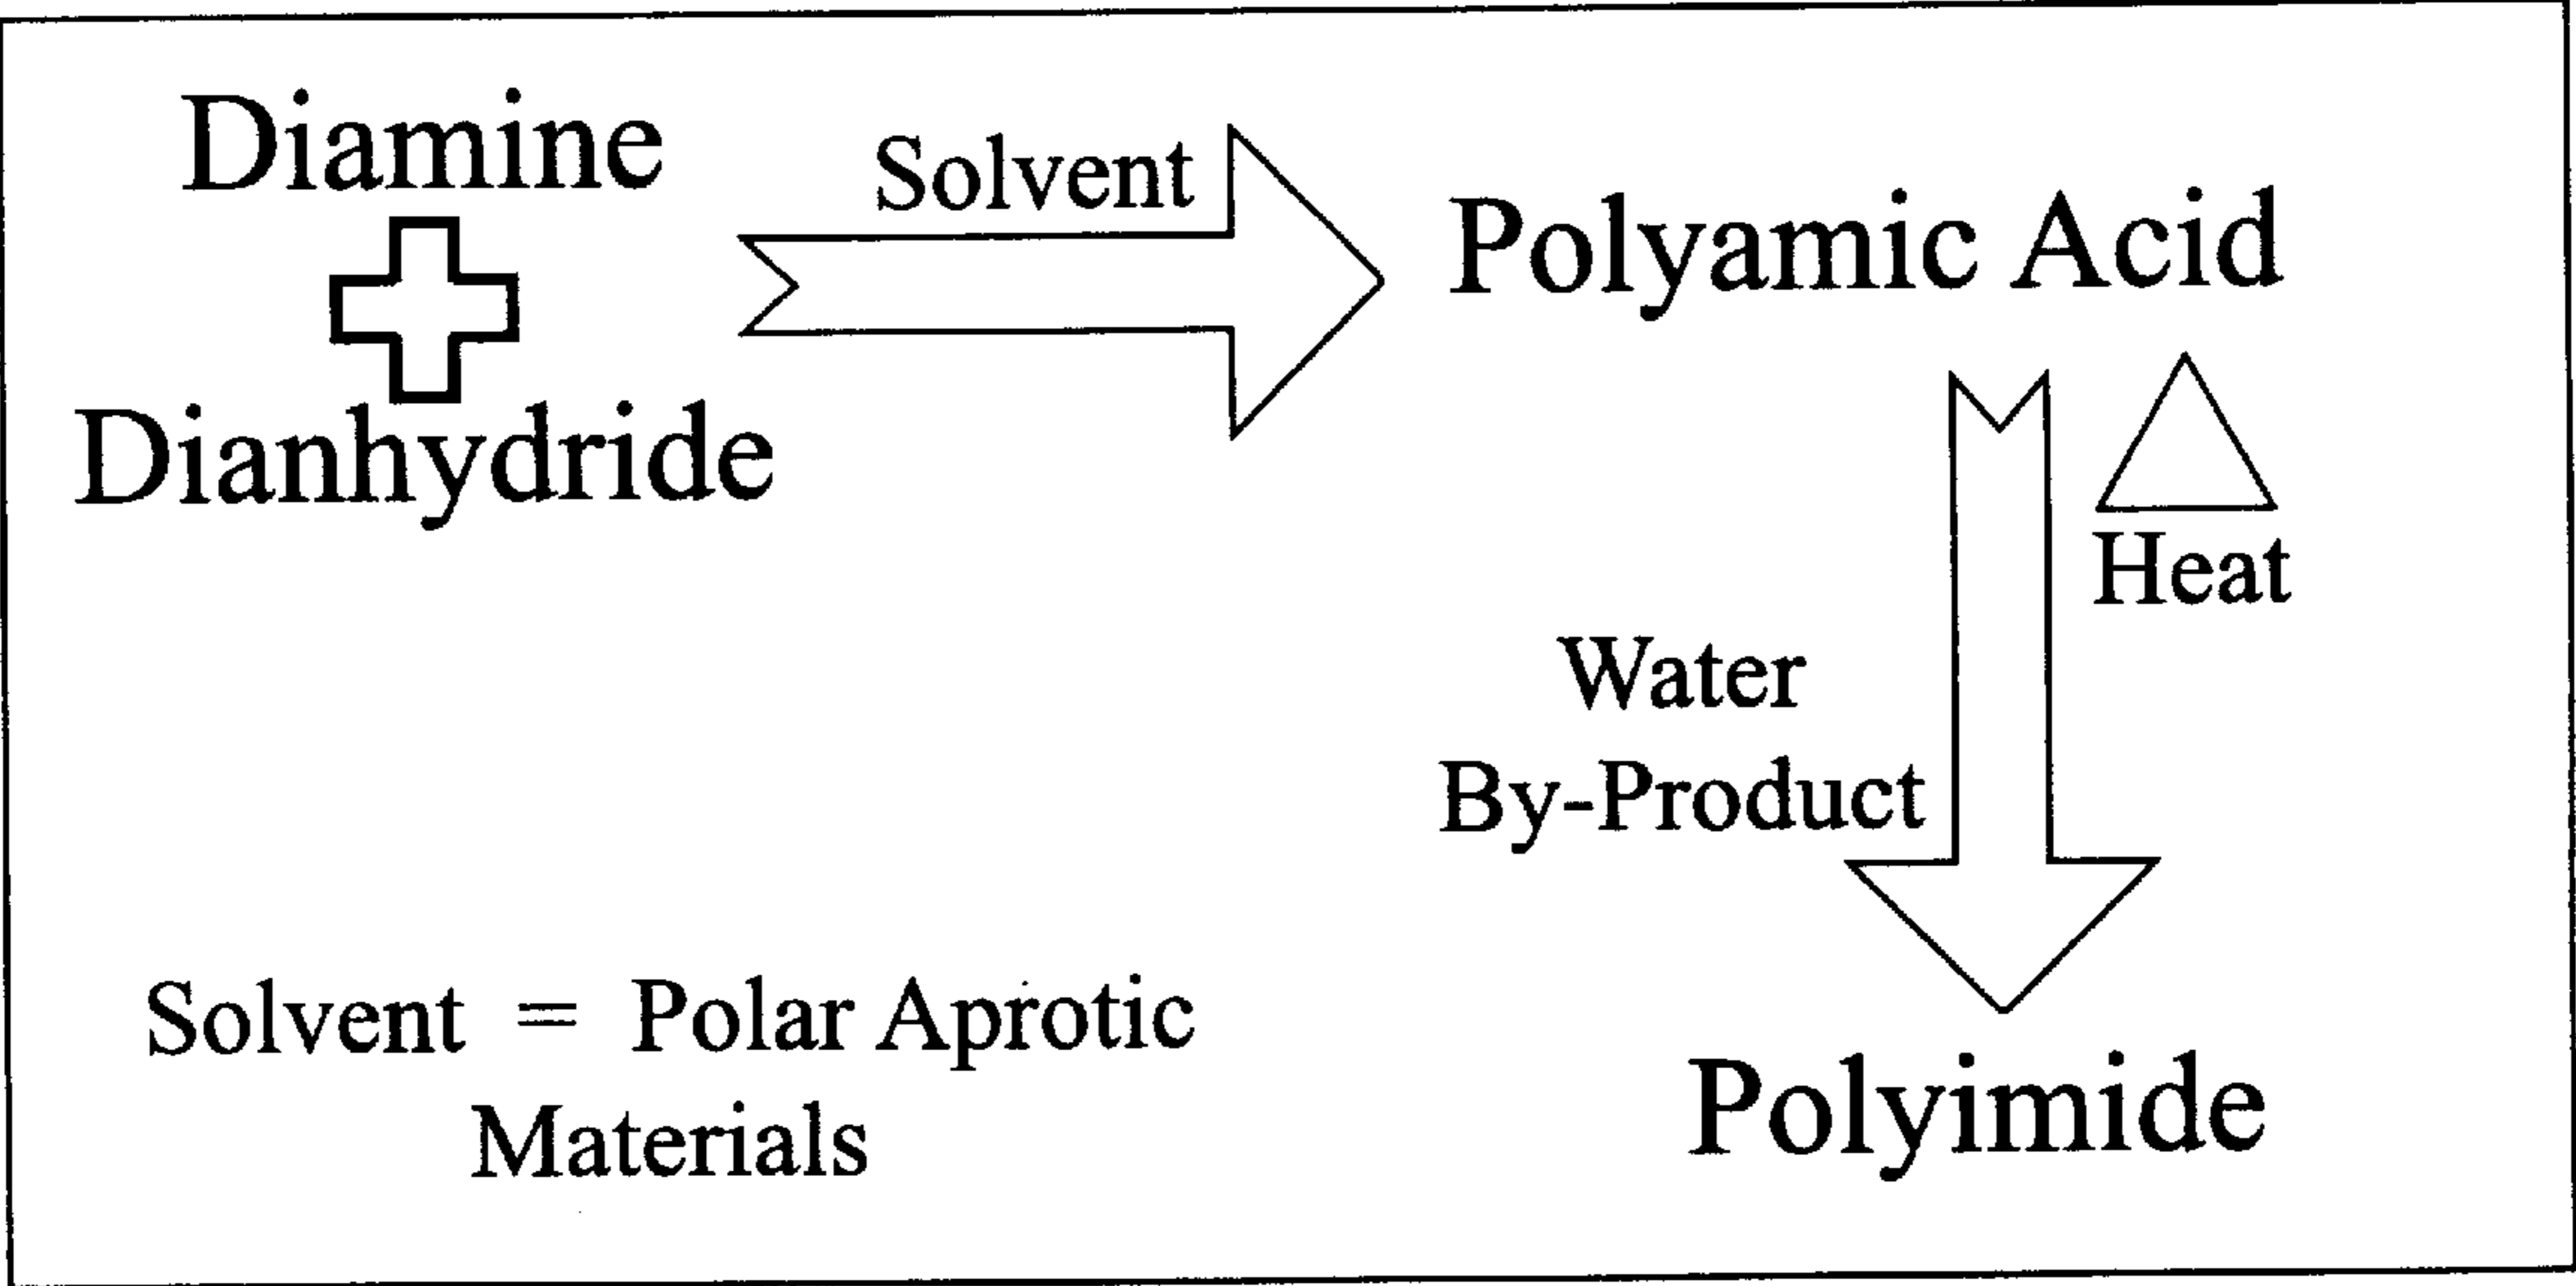 Diamine
Dianhydride
Solvent
Polyamic Acid
Heat
Water
By-Product
Polyimide
Solvent = Polar Aprotic
Materials